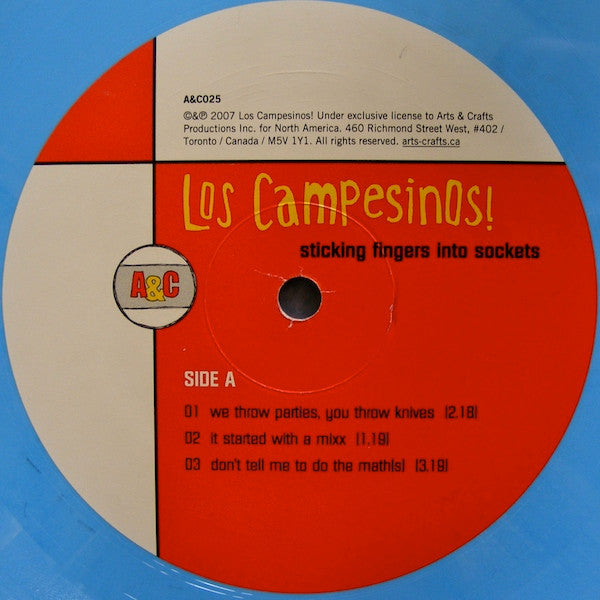 A&C025
©&℗ 2007 Los Campesinos! Under exclusive license to Arts & Crafts
Productions Inc. for North America. 460 Richmond Street West, #402 /
Toronto / Canada / M5V 1Y1. All rights reserved. arts-crafts.ca
Los Campesinos!
sticking fingers into sockets
A&C
SIDE A
01 we throw parties, you throw knives [2.18]
02 it started with a mixx [1.19]
03 don't tell me to do the math[s] [3.19]